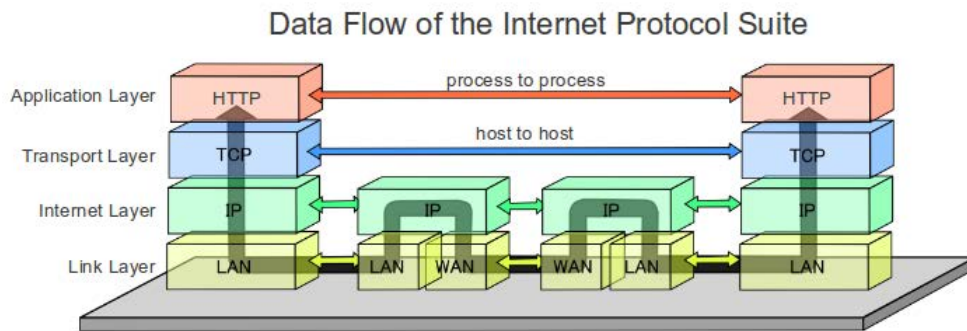 Data Flow of the Internet Protocol Suite
Application Layer HTTP process to process HTTP
Transport Layer TCP host to host TCP
Internet Layer IP IP IP IP
Link Layer LAN LAN WAN WAN LAN LAN